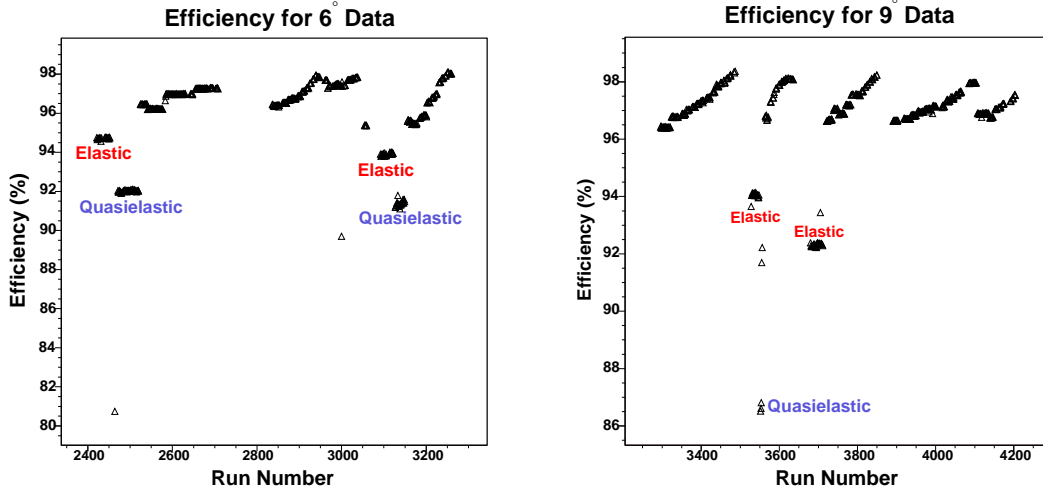 Efficiency for 6° Data
98
96
94
92
90
88
86
84
82
80
Efficiency (%)
Elastic
Quasielastic
Elastic
Quasielastic
2400 2600 2800 3000 3200
Run Number
Efficiency for 9° Data
98
96
94
92
90
88
86
Efficiency (%)
Elastic
Elastic
Quasielastic
3400 3600 3800 4000 4200
Run Number